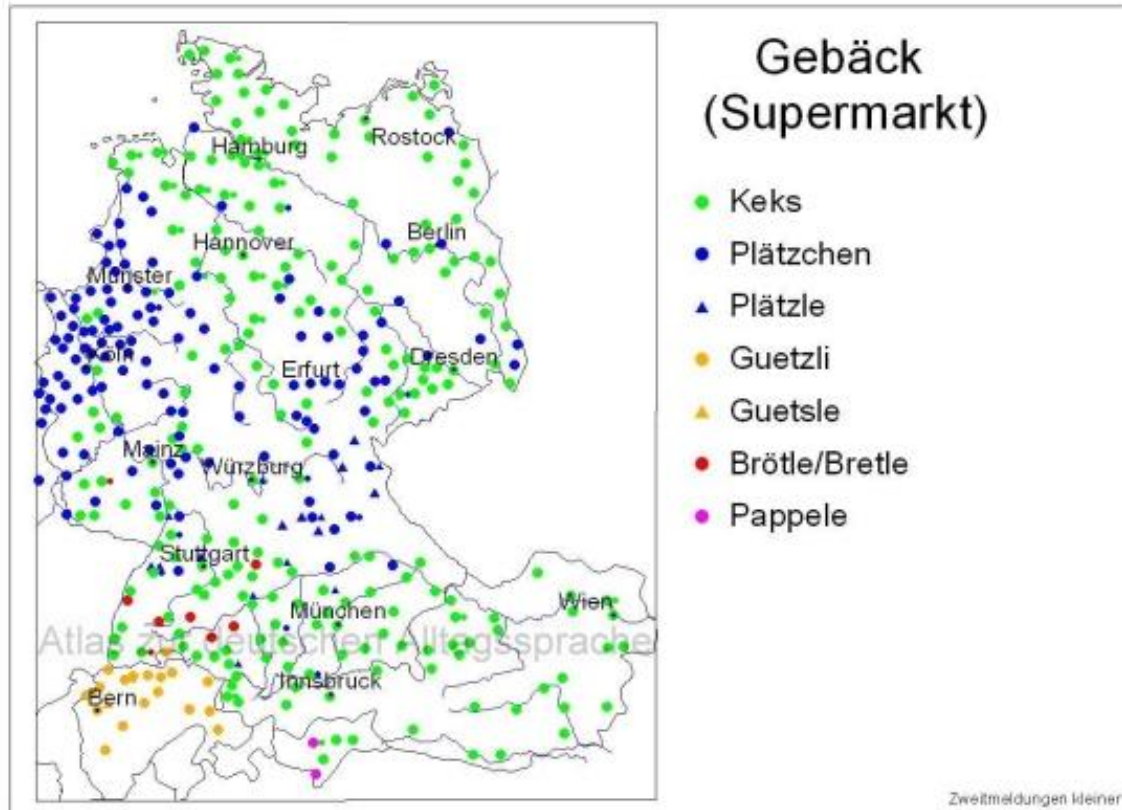 Gebäck
(Supermarkt)
Keks
Plätzchen
Plätzle
Guetzli
Guetsle
Brötle/Bretle
Pappele
Rostock
Hamburg
Hannover
Berlin
Münster
Köln
Erfurt
Dresden
Mainz
Würzburg
Stuttgart
München
Wien
Atlas zur deutschen Alltagssprache
Innsbruck
Bern
Zweitmeldungen kleiner